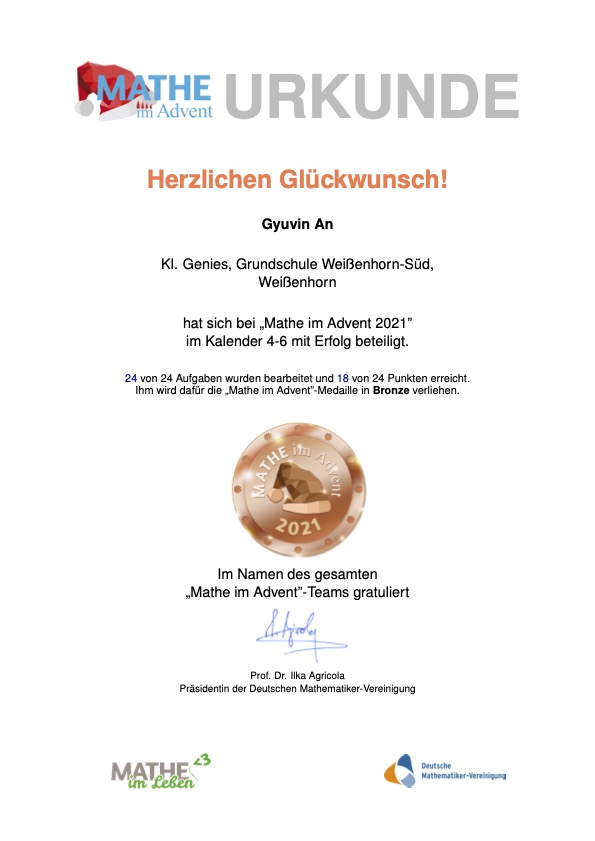 MATHE
im Advent
URKUNDE
Herzlichen Glückwunsch!
Gyuvin An
Kl. Genies, Grundschule Weißenhorn-Süd,
Weißenhorn
hat sich bei „Mathe im Advent 2021”
im Kalender 4-6 mit Erfolg beteiligt.
24 von 24 Aufgaben wurden bearbeitet und 18 von 24 Punkten erreicht.
Ihm wird dafür die „Mathe im Advent”-Medaille in Bronze verliehen.
MATHE im Advent
2021
Im Namen des gesamten
„Mathe im Advent”-Teams gratuliert
I. Agricola
Prof. Dr. Ilka Agricola
Präsidentin der Deutschen Mathematiker-Vereinigung
MATHE <3
im Leben
Deutsche
Mathematiker-Vereinigung